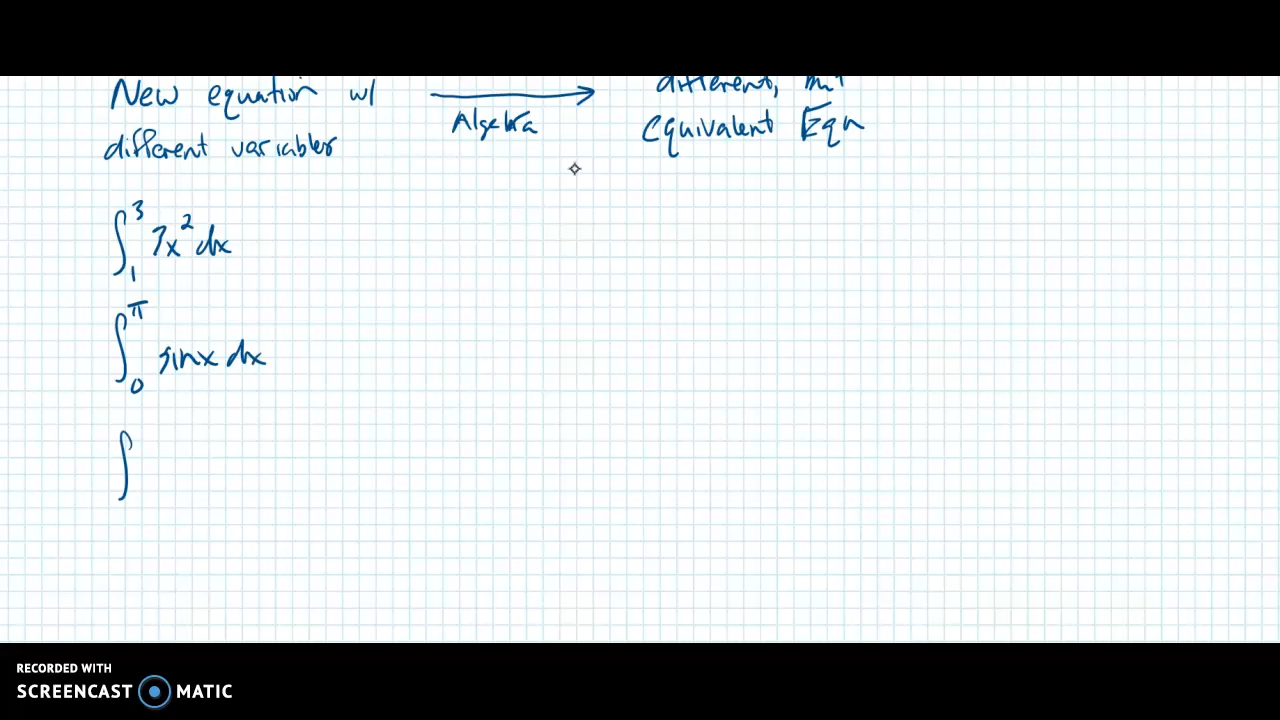 New equation w/
different variables
Algebra
different, but
Equivalent Eqn
∫₁³ 7x² dx
∫₀^π sinx dx
∫
RECORDED WITH
SCREENCAST MATIC